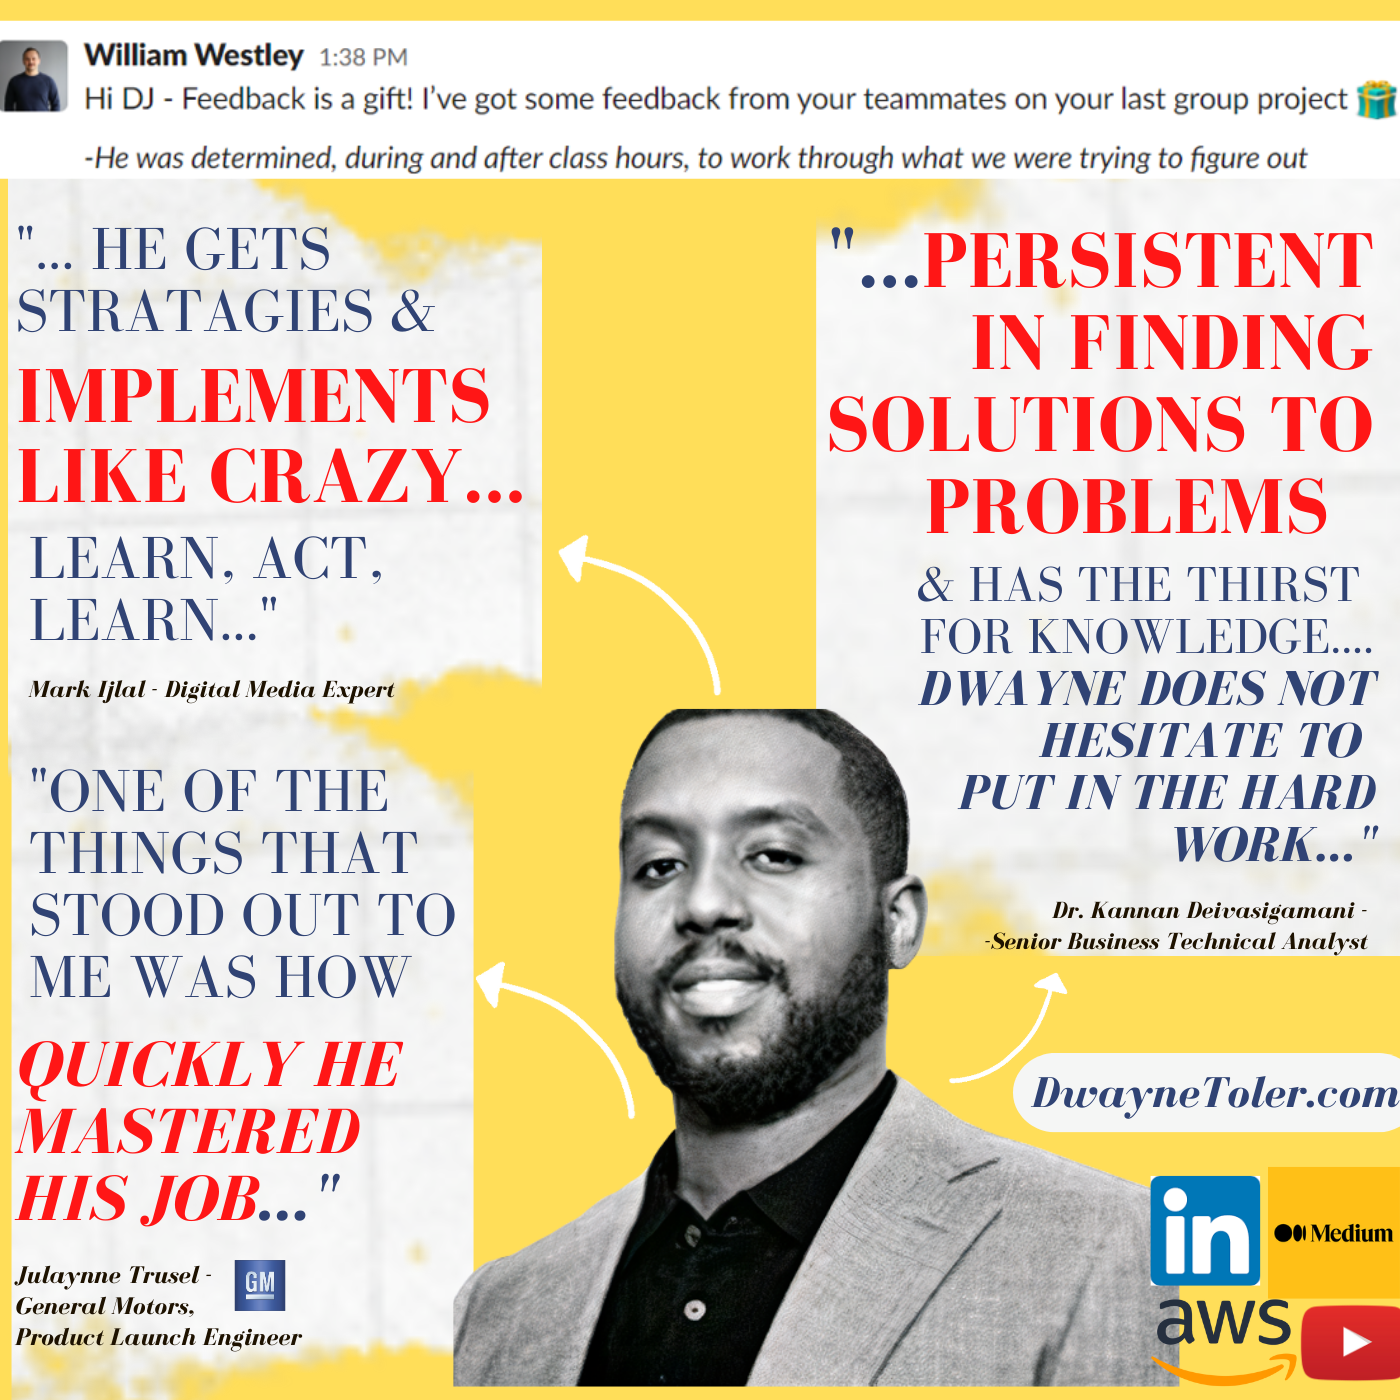 William Westley 1:38 PM
Hi DJ - Feedback is a gift! I've got some feedback from your teammates on your last group project
-He was determined, during and after class hours, to work through what we were trying to figure out
"... HE GETS
STRATAGIES &
IMPLEMENTS
LIKE CRAZY...
LEARN, ACT,
LEARN..."
Mark Ijlal - Digital Media Expert
"ONE OF THE
THINGS THAT
STOOD OUT TO
ME WAS HOW
QUICKLY HE
MASTERED
HIS JOB..."
Julaynne Trusel -
General Motors,
Product Launch Engineer
GM
"...PERSISTENT
IN FINDING
SOLUTIONS TO
PROBLEMS
& HAS THE THIRST
FOR KNOWLEDGE....
DWAYNE DOES NOT
HESITATE TO
PUT IN THE HARD
WORK..."
Dr. Kannan Deivasigamani -
-Senior Business Technical Analyst
DwayneToler.com
in
Medium
aws